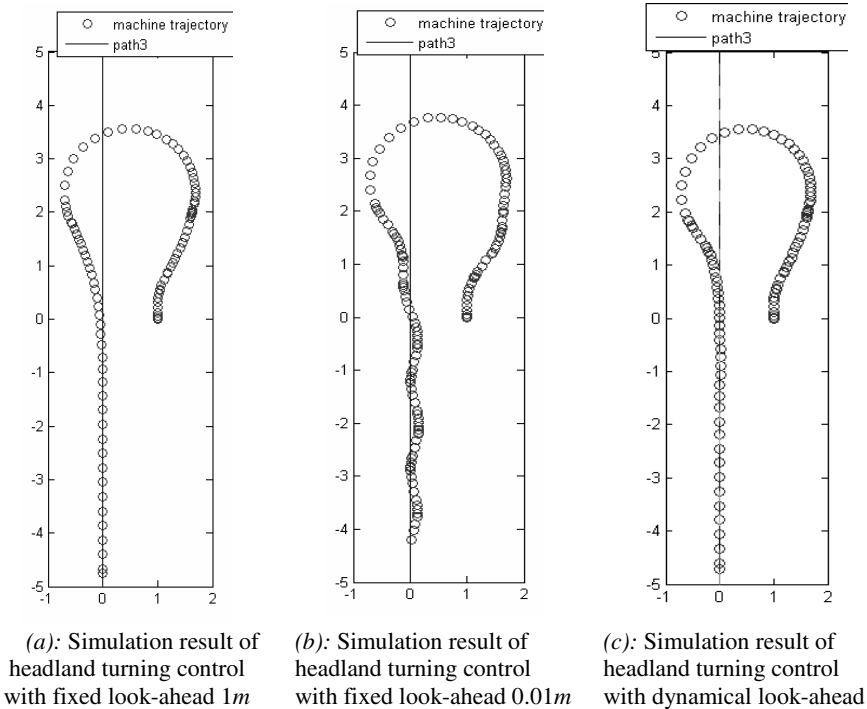 machine trajectory
path3
5
4
3
2
1
0
-1
-2
-3
-4
-5
-1 0 1 2
(a): Simulation result of
headland turning control
with fixed look-ahead 1m
machine trajectory
path3
5
4
3
2
1
0
-1
-2
-3
-4
-5
-1 0 1 2
(b): Simulation result of
headland turning control
with fixed look-ahead 0.01m
machine trajectory
path3
5
4
3
2
1
0
-1
-2
-3
-4
-5
-1 0 1 2
(c): Simulation result of
headland turning control
with dynamical look-ahead